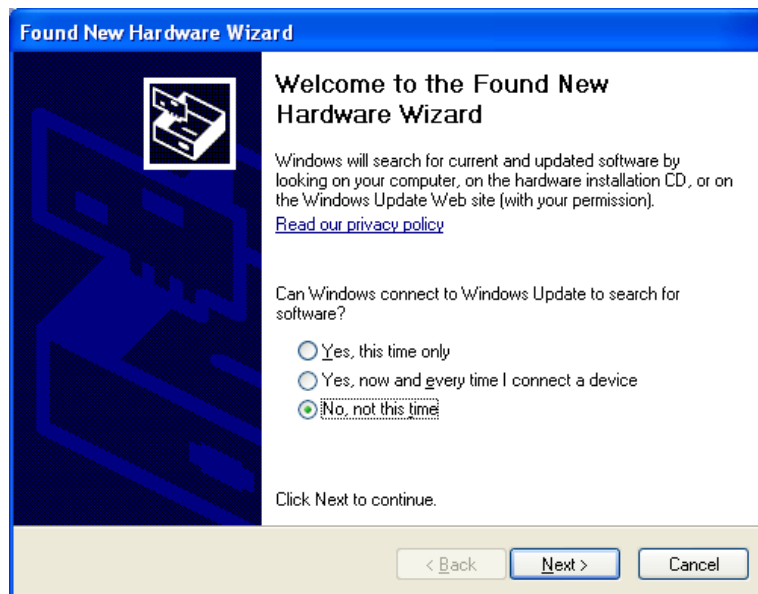 Found New Hardware Wizard
Welcome to the Found New
Hardware Wizard
Windows will search for current and updated software by
looking on your computer, on the hardware installation CD, or on
the Windows Update Web site (with your permission).
Read our privacy policy
Can Windows connect to Windows Update to search for
software?
Yes, this time only
Yes, now and every time I connect a device
No, not this time
Click Next to continue.
< Back Next > Cancel